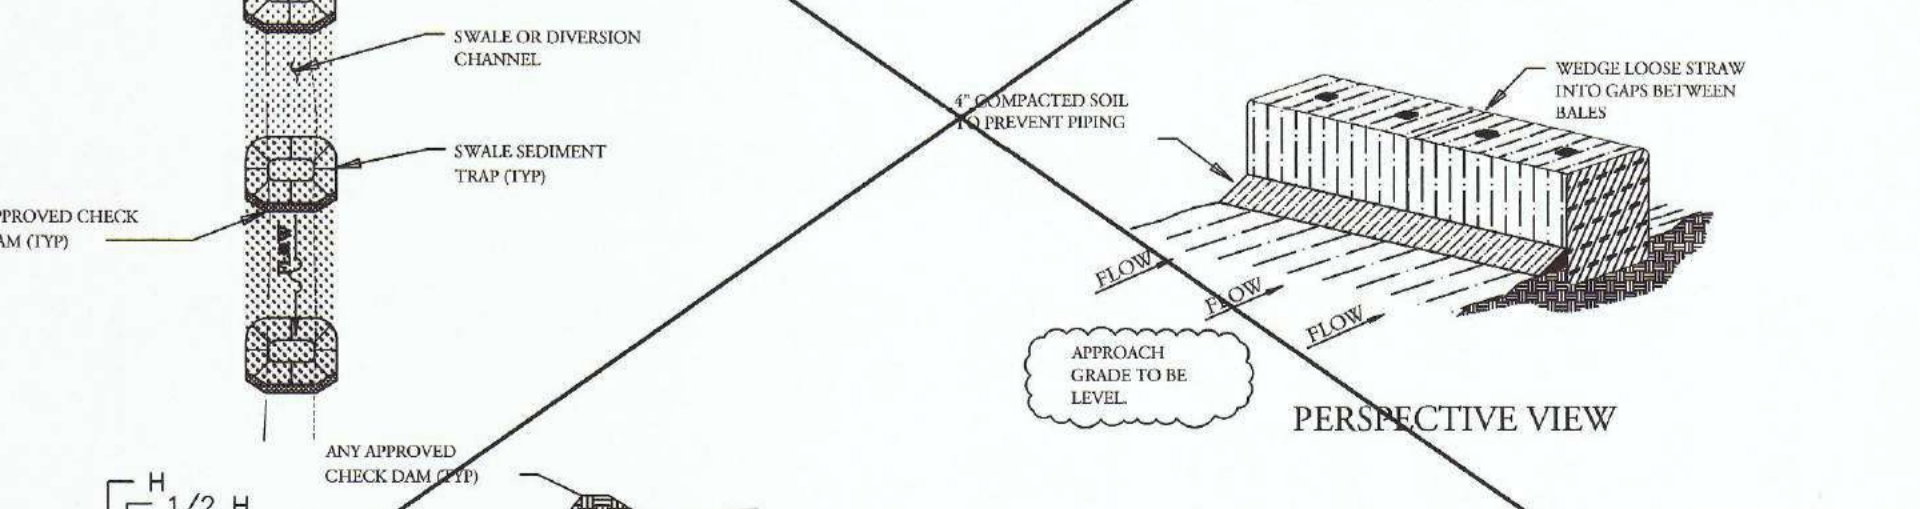 SWALE OR DIVERSION
CHANNEL
SWALE SEDIMENT
TRAP (TYP)
PPROVED CHECK
AM (TYP)
FLOW
ANY APPROVED
CHECK DAM (TYP)
H
1/2 H
4" COMPACTED SOIL
TO PREVENT PIPING
WEDGE LOOSE STRAW
INTO GAPS BETWEEN
BALES
FLOW
FLOW
FLOW
APPROACH
GRADE TO BE
LEVEL.
PERSPECTIVE VIEW